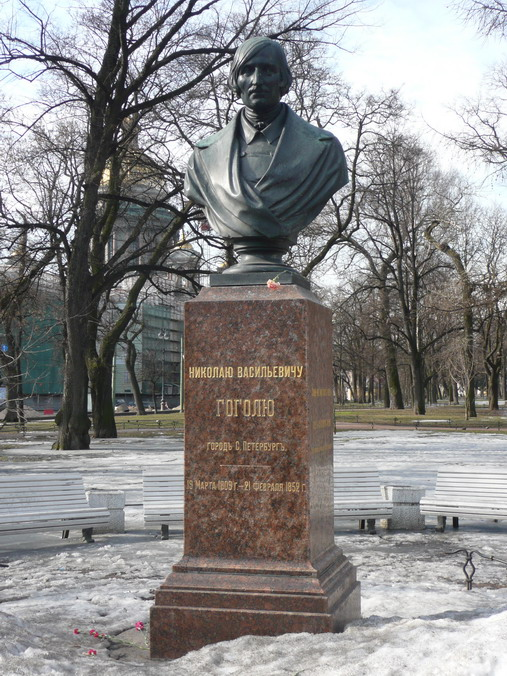 НИКОЛАЮ ВАСИЛЬЕВИЧУ
ГОГОЛЮ
ГОРОДЪ С. ПЕТЕРБУРГЪ.
19 МАРТА 1809 Г.—21 ФЕВРАЛЯ 1852 Г.